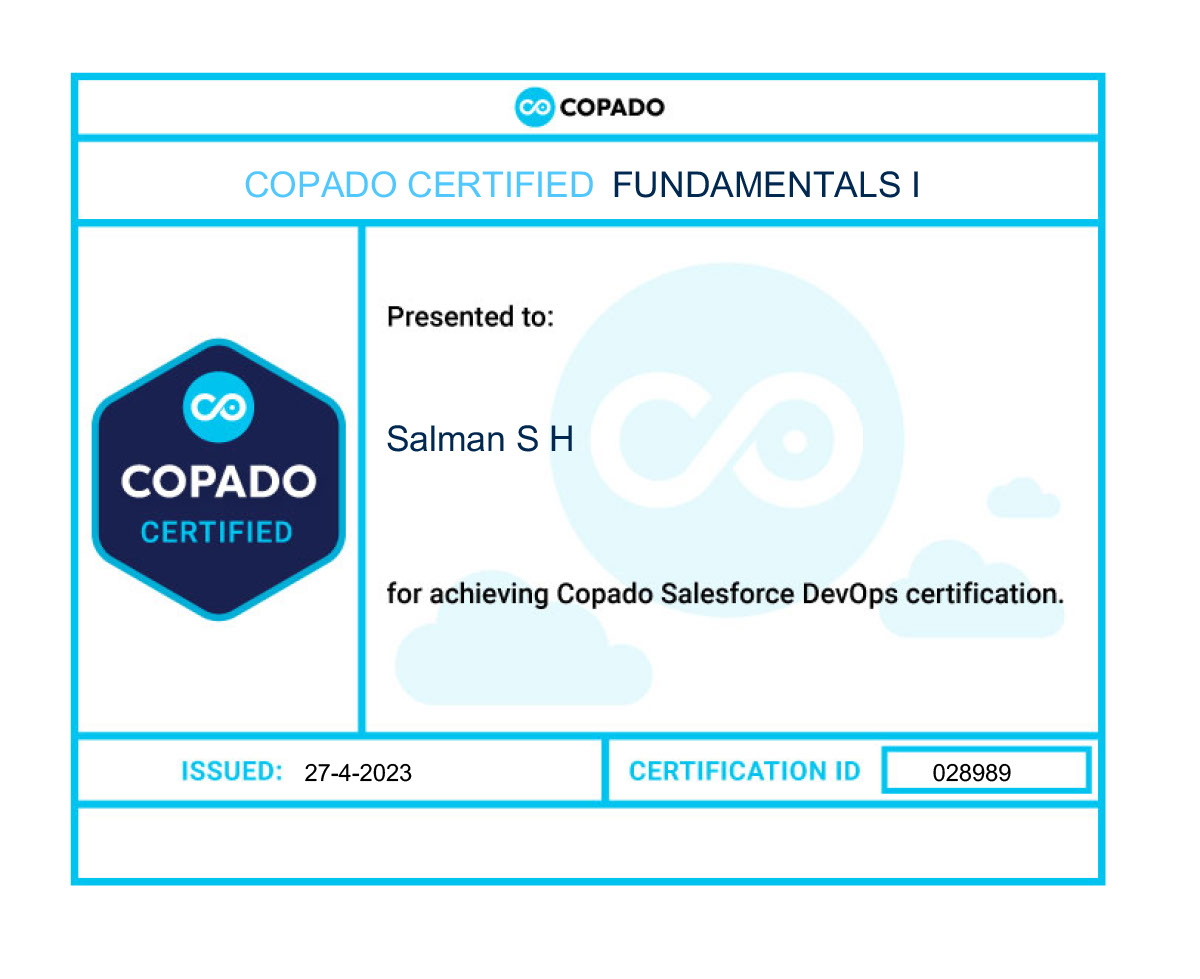 COPADO
COPADO CERTIFIED FUNDAMENTALS I
Presented to:
Salman S H
COPADO
CERTIFIED
for achieving Copado Salesforce DevOps certification.
ISSUED: 27-4-2023
CERTIFICATION ID 028989